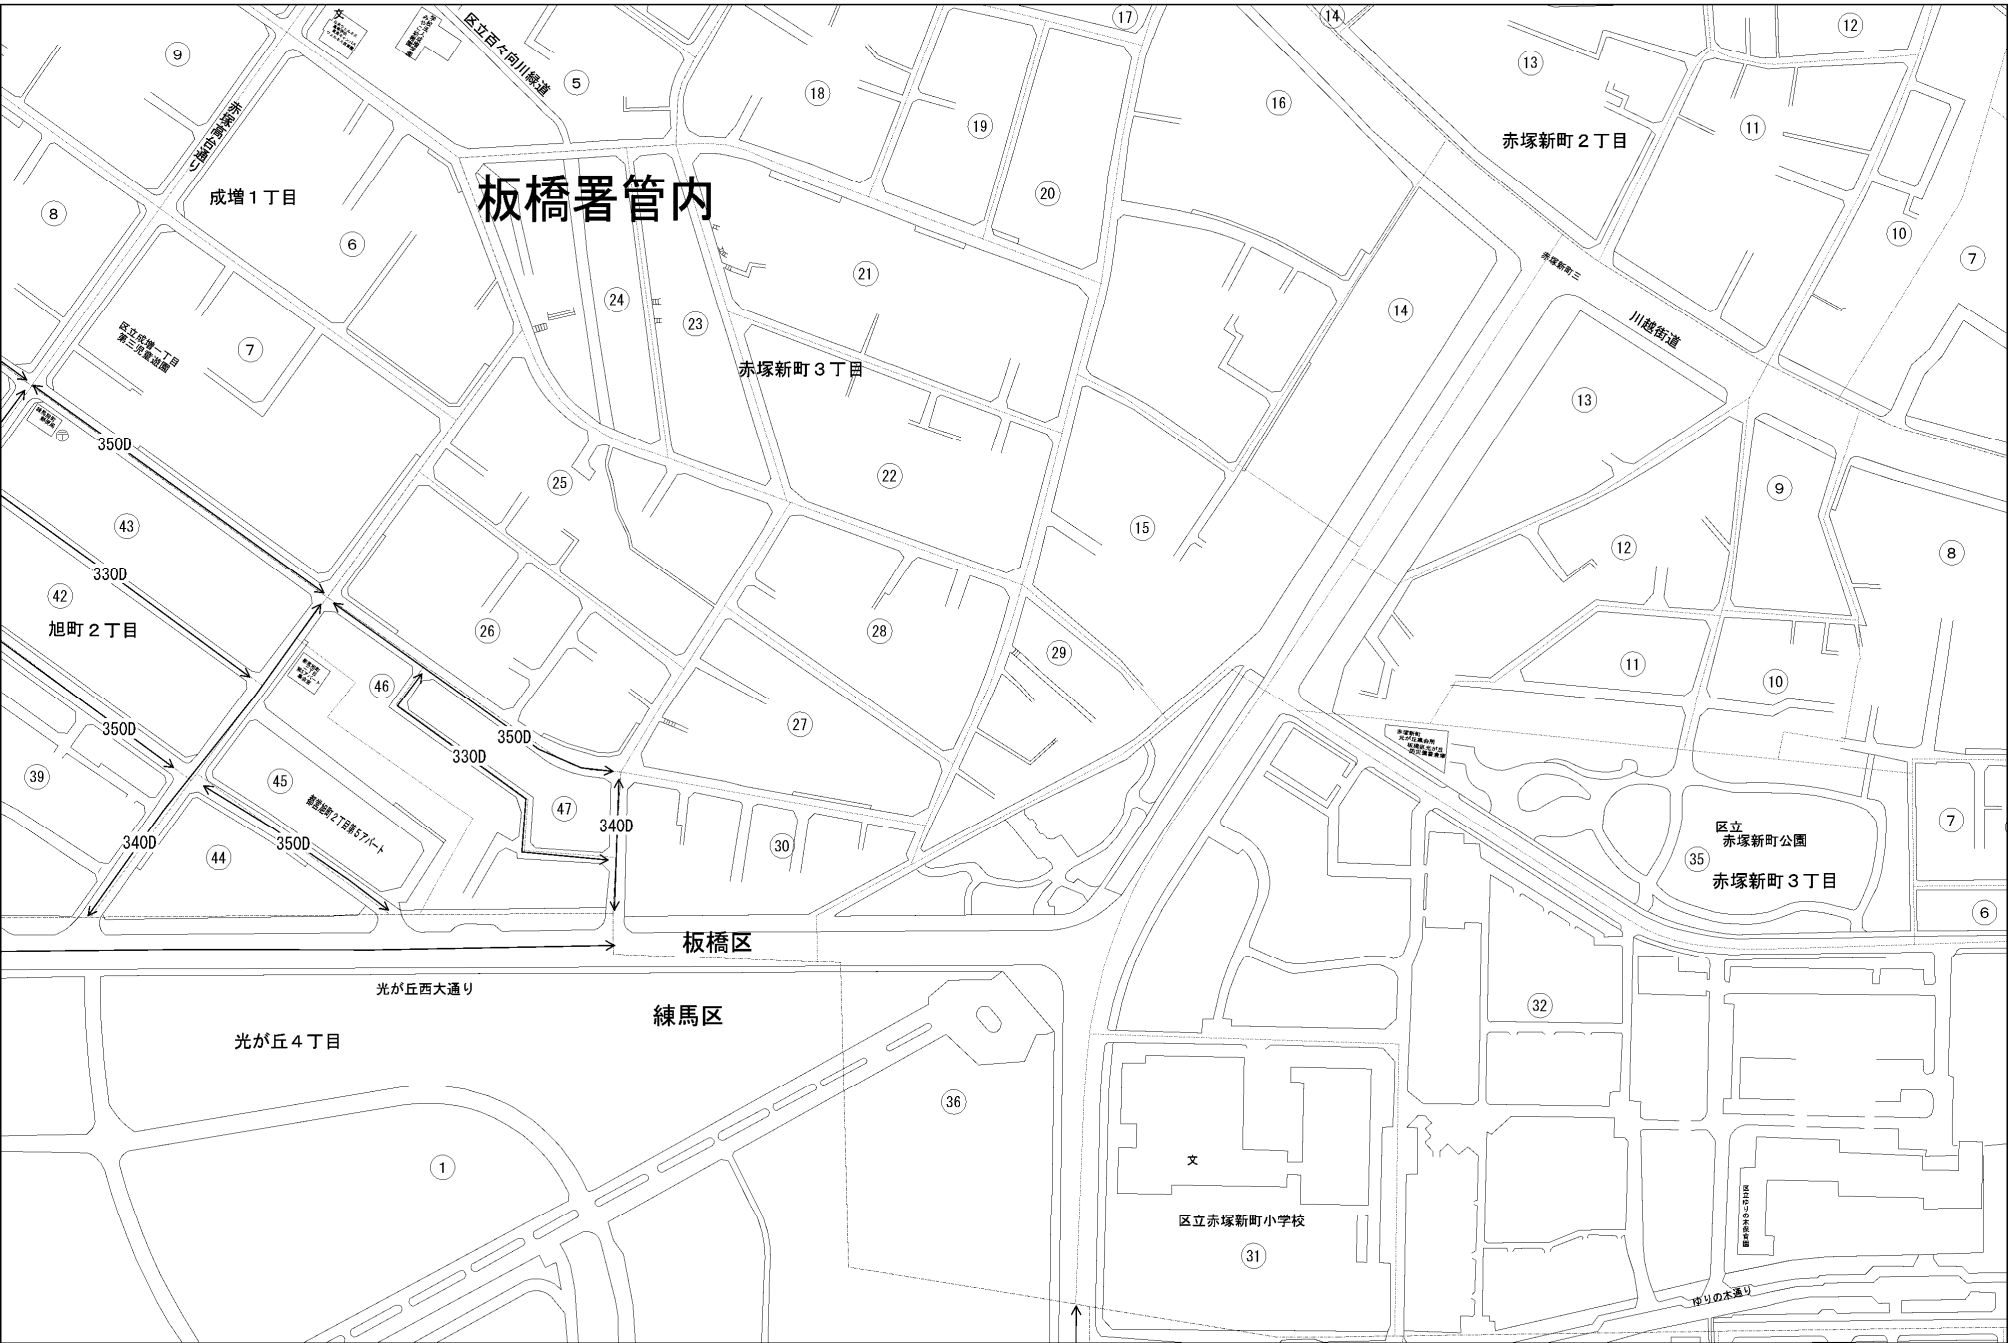 17
14
12
9
区立百々向川緑道
5
13
18
16
赤塚高台通り
19
11
赤塚新町２丁目
成増１丁目
板橋署管内
20
8
6
10
赤塚新町三
7
21
24
14
23
川越街道
区立成増一丁目
第三児童遊園
7
赤塚新町３丁目
13
350D
22
25
9
43
15
12
8
330D
42
旭町２丁目
26
28
29
11
46
10
350D
27
350D
330D
39
45
都営旭町２丁目第５アパート
47
340D
区立
赤塚新町公園
7
340D
350D
44
30
35
赤塚新町３丁目
6
板橋区
光が丘西大通り
練馬区
32
光が丘４丁目
36
1
文
区立赤塚新町小学校
31
区立ゆりの木保育園
ゆりの木通り